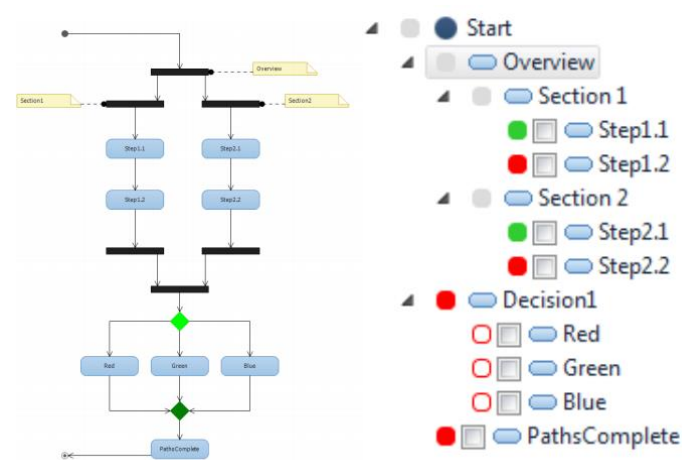 Overview
Section1
Section2
Step1.1
Step2.1
Step1.2
Step2.2
Red
Green
Blue
PathsComplete
Start
Overview
Section 1
Step1.1
Step1.2
Section 2
Step2.1
Step2.2
Decision1
Red
Green
Blue
PathsComplete